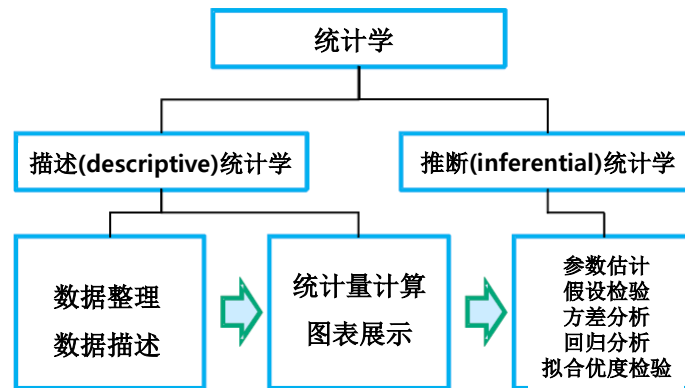 统计学
描述(descriptive)统计学
推断(inferential)统计学
数据整理
数据描述
统计量计算
图表展示
参数估计
假设检验
方差分析
回归分析
拟合优度检验